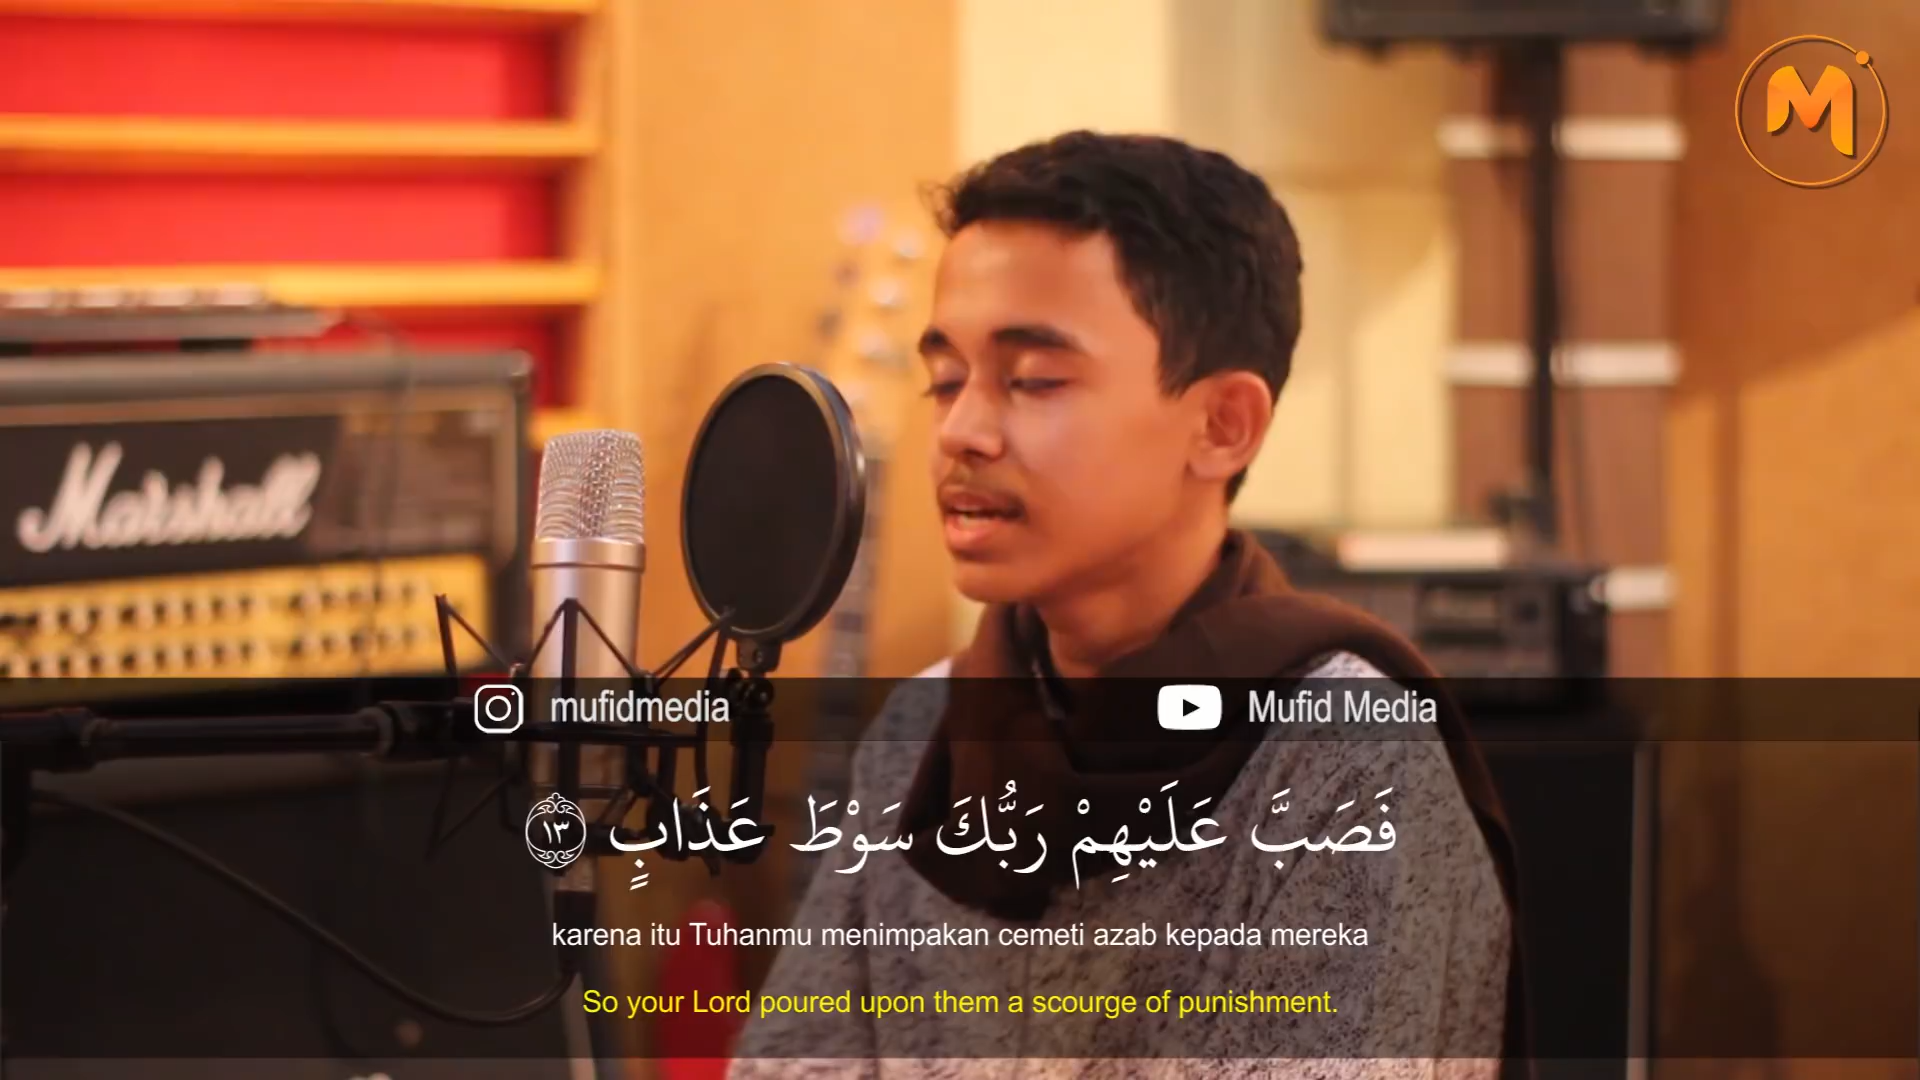 M
Marshall
mufidmedia
Mufid Media
فَصَبَّ عَلَيْهِمْ رَبُّكَ سَوْطَ عَذَابٍ ١٣
karena itu Tuhanmu menimpakan cemeti azab kepada mereka
So your Lord poured upon them a scourge of punishment.